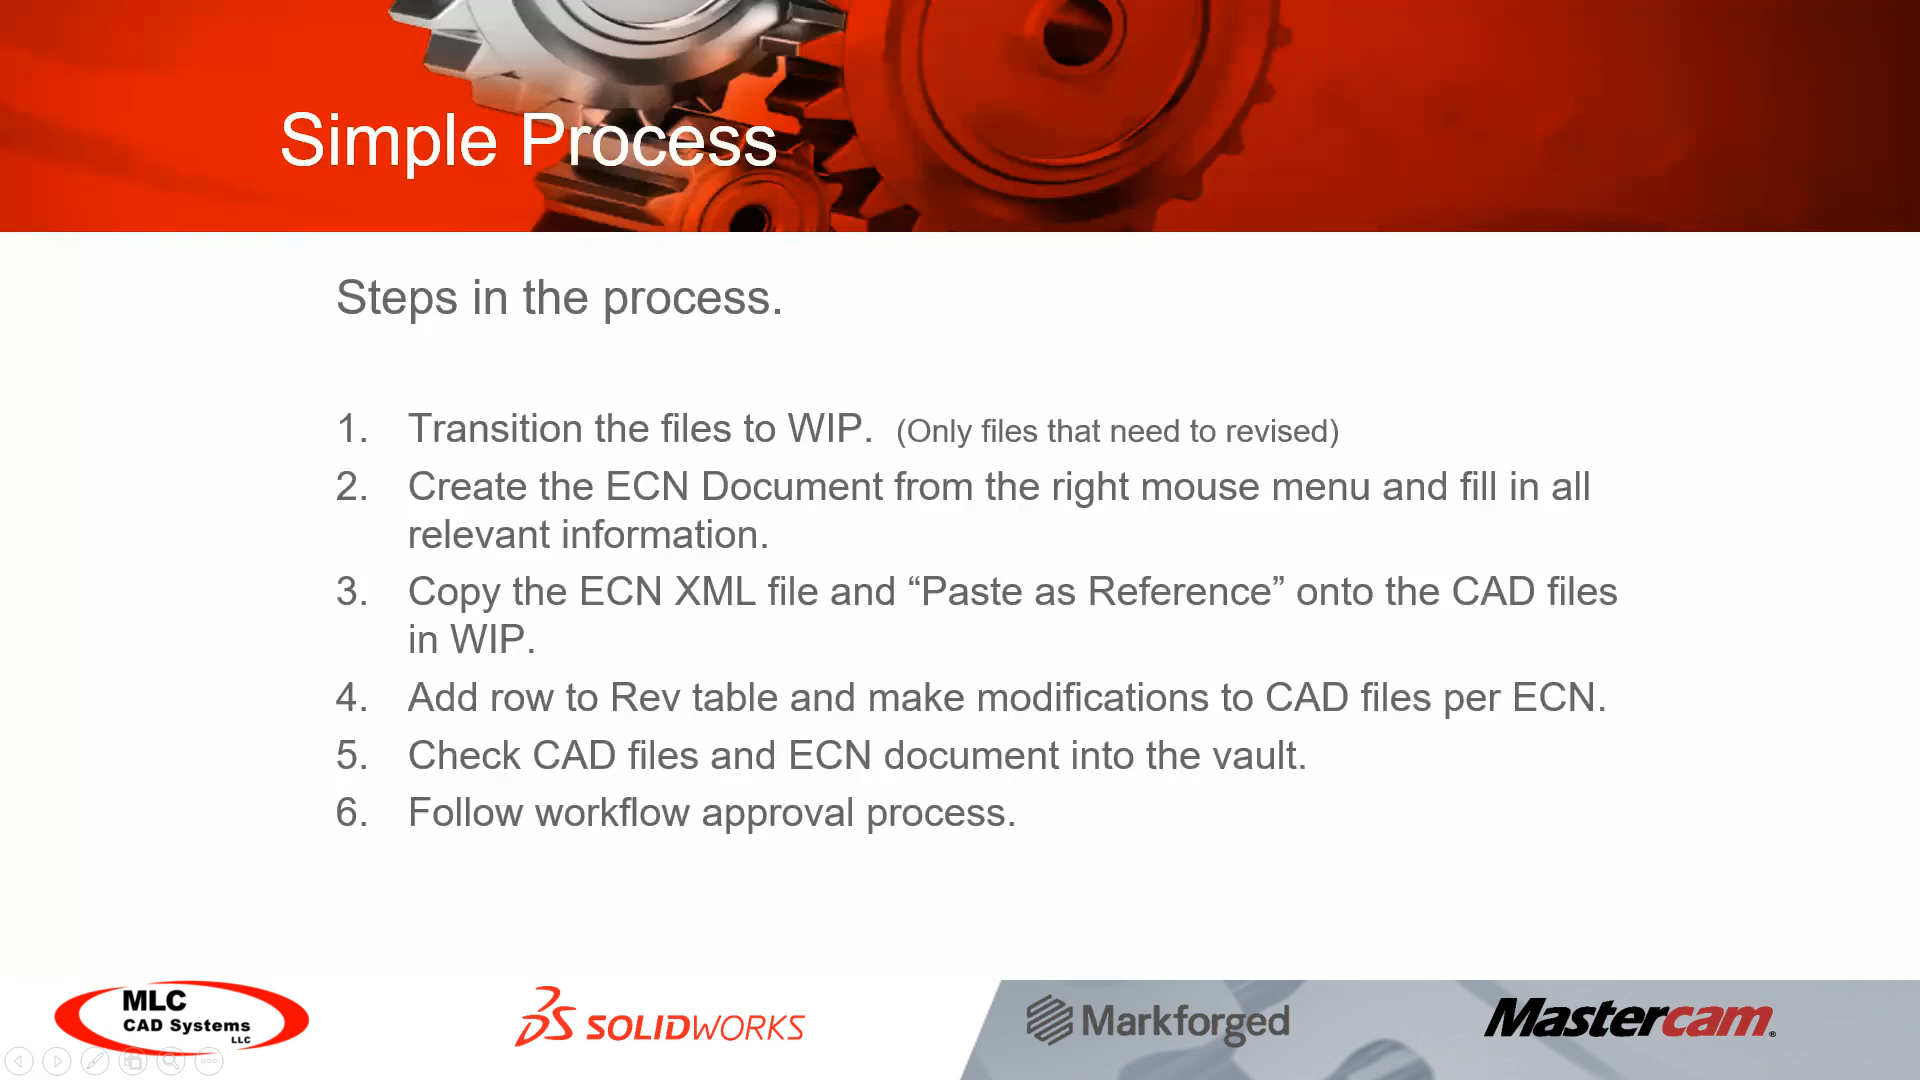 Simple Process
Steps in the process.
1. Transition the files to WIP. (Only files that need to revised)
2. Create the ECN Document from the right mouse menu and fill in all
relevant information.
3. Copy the ECN XML file and “Paste as Reference” onto the CAD files
in WIP.
4. Add row to Rev table and make modifications to CAD files per ECN.
5. Check CAD files and ECN document into the vault.
6. Follow workflow approval process.
MLC
CAD Systems
LLC
SOLIDWORKS
Markforged
Mastercam®